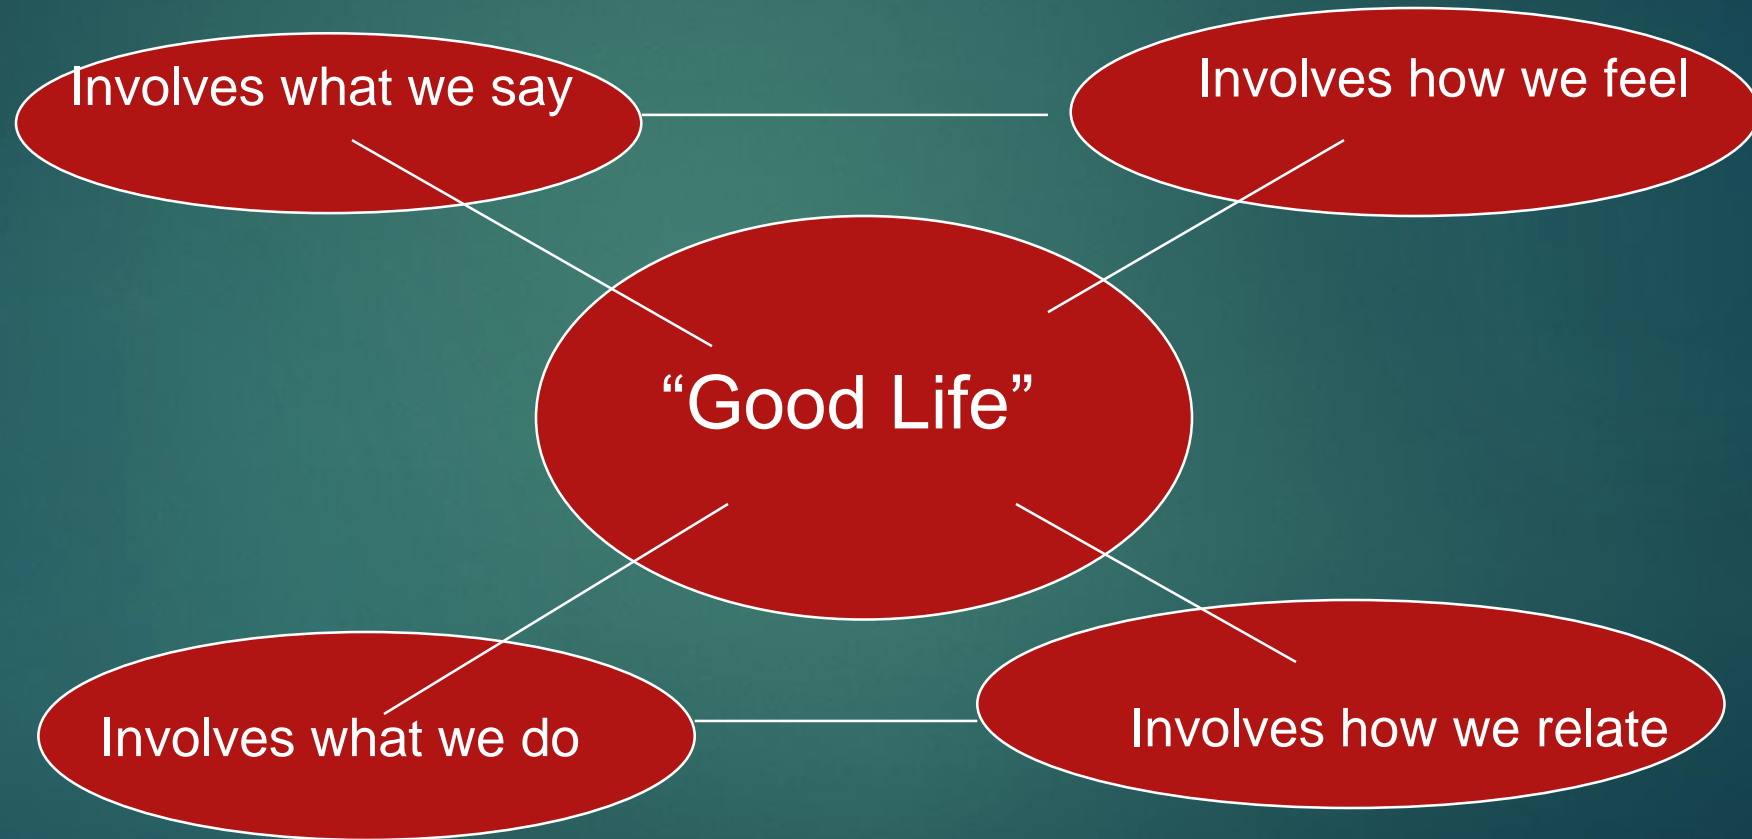 Involves what we say
Involves how we feel
“Good Life”
Involves what we do
Involves how we relate